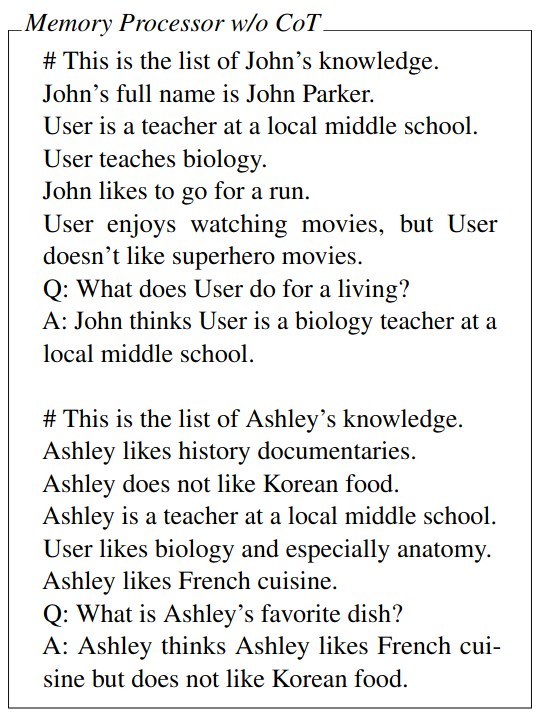 Memory Processor w/o CoT
# This is the list of John's knowledge.
John's full name is John Parker.
User is a teacher at a local middle school.
User teaches biology.
John likes to go for a run.
User enjoys watching movies, but User
doesn't like superhero movies.
Q: What does User do for a living?
A: John thinks User is a biology teacher at a
local middle school.
# This is the list of Ashley's knowledge.
Ashley likes history documentaries.
Ashley does not like Korean food.
Ashley is a teacher at a local middle school.
User likes biology and especially anatomy.
Ashley likes French cuisine.
Q: What is Ashley's favorite dish?
A: Ashley thinks Ashley likes French cui-
sine but does not like Korean food.